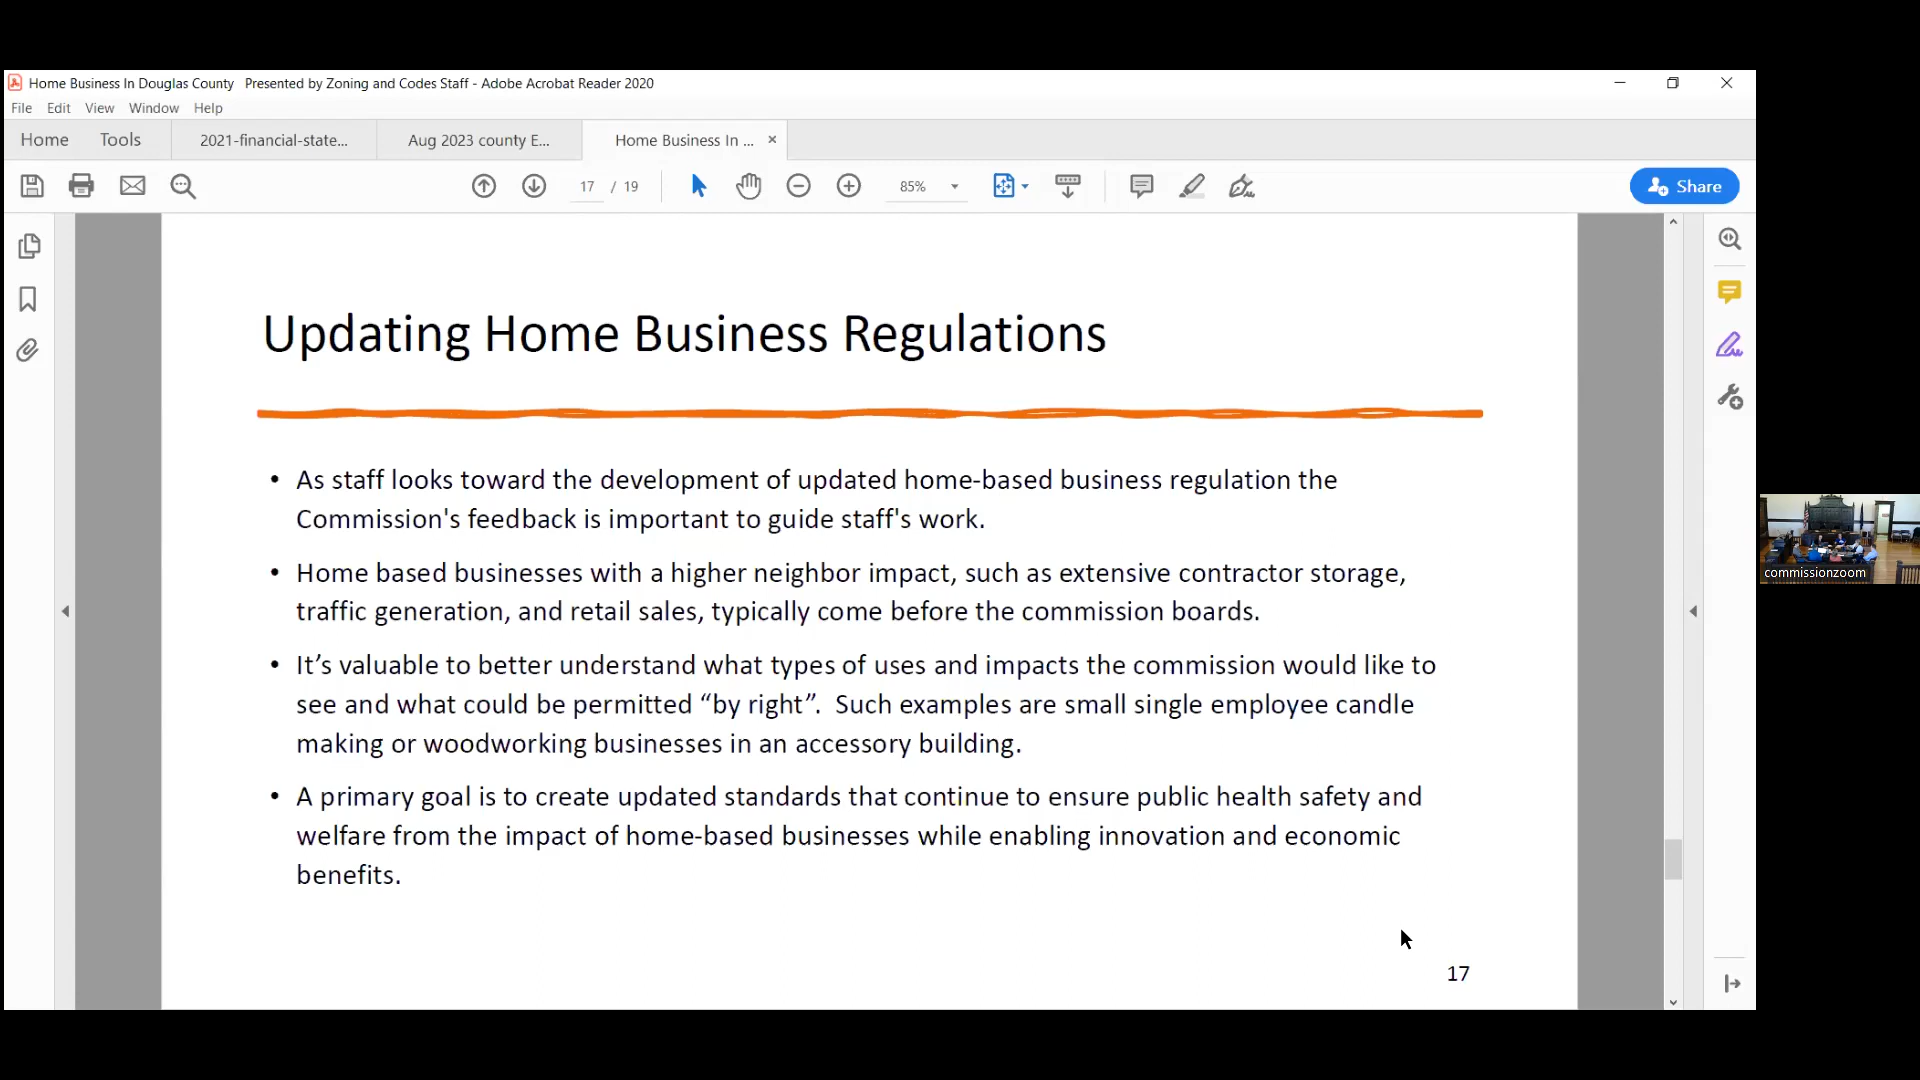 Home Business In Douglas County   Presented by Zoning and Codes Staff - Adobe Acrobat Reader 2020
File Edit View Window Help
Home Tools 2021-financial-state... Aug 2023 county E... Home Business In ... ×
17 / 19 85% Share
Updating Home Business Regulations
• As staff looks toward the development of updated home-based business regulation the
Commission's feedback is important to guide staff's work.
• Home based businesses with a higher neighbor impact, such as extensive contractor storage,
traffic generation, and retail sales, typically come before the commission boards.
• It’s valuable to better understand what types of uses and impacts the commission would like to
see and what could be permitted “by right”.  Such examples are small single employee candle
making or woodworking businesses in an accessory building.
• A primary goal is to create updated standards that continue to ensure public health safety and
welfare from the impact of home-based businesses while enabling innovation and economic
benefits.
17
commissionzoom